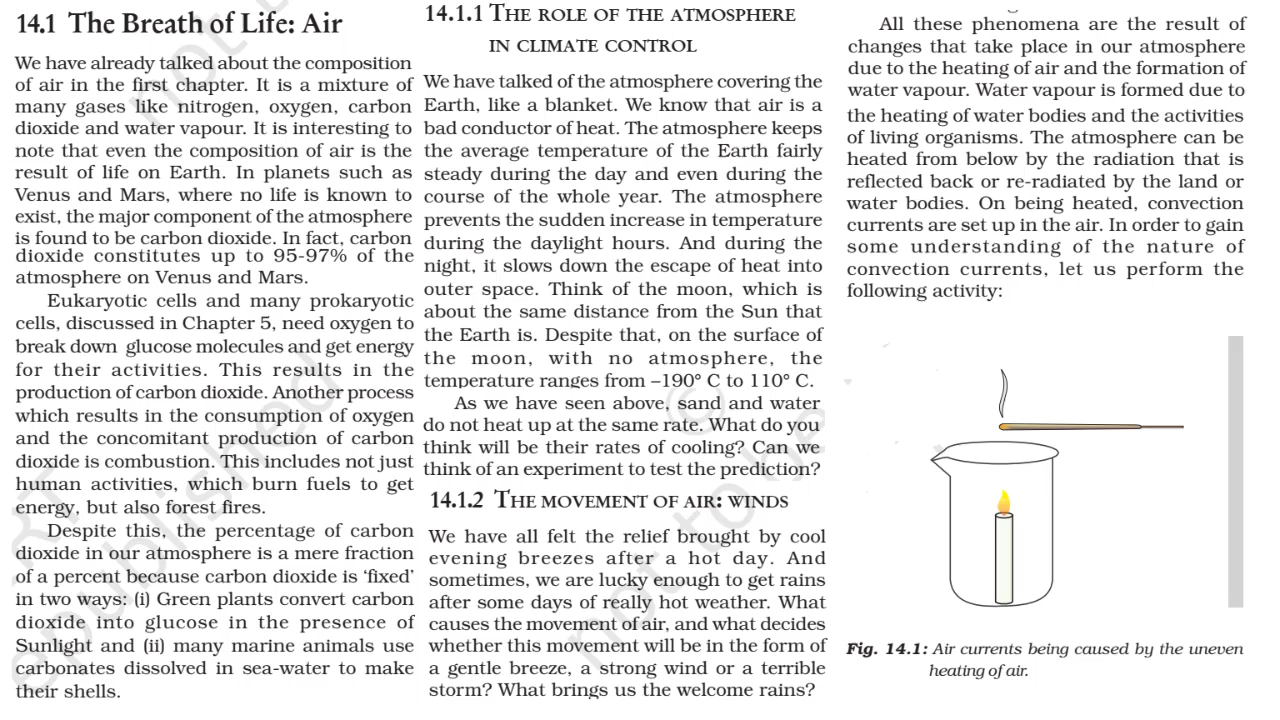 14.1 The Breath of Life: Air
We have already talked about the composition
of air in the first chapter. It is a mixture of
many gases like nitrogen, oxygen, carbon
dioxide and water vapour. It is interesting to
note that even the composition of air is the
result of life on Earth. In planets such as
Venus and Mars, where no life is known to
exist, the major component of the atmosphere
is found to be carbon dioxide. In fact, carbon
dioxide constitutes up to 95-97% of the
atmosphere on Venus and Mars.
Eukaryotic cells and many prokaryotic
cells, discussed in Chapter 5, need oxygen to
break down glucose molecules and get energy
for their activities. This results in the
production of carbon dioxide. Another process
which results in the consumption of oxygen
and the concomitant production of carbon
dioxide is combustion. This includes not just
human activities, which burn fuels to get
energy, but also forest fires.
Despite this, the percentage of carbon
dioxide in our atmosphere is a mere fraction
of a percent because carbon dioxide is ‘fixed’
in two ways: (i) Green plants convert carbon
dioxide into glucose in the presence of
Sunlight and (ii) many marine animals use
carbonates dissolved in sea-water to make
their shells.
14.1.1 THE ROLE OF THE ATMOSPHERE
IN CLIMATE CONTROL
We have talked of the atmosphere covering the
Earth, like a blanket. We know that air is a
bad conductor of heat. The atmosphere keeps
the average temperature of the Earth fairly
steady during the day and even during the
course of the whole year. The atmosphere
prevents the sudden increase in temperature
during the daylight hours. And during the
night, it slows down the escape of heat into
outer space. Think of the moon, which is
about the same distance from the Sun that
the Earth is. Despite that, on the surface of
the moon, with no atmosphere, the
temperature ranges from –190° C to 110° C.
As we have seen above, sand and water
do not heat up at the same rate. What do you
think will be their rates of cooling? Can we
think of an experiment to test the prediction?
14.1.2 THE MOVEMENT OF AIR: WINDS
We have all felt the relief brought by cool
evening breezes after a hot day. And
sometimes, we are lucky enough to get rains
after some days of really hot weather. What
causes the movement of air, and what decides
whether this movement will be in the form of
a gentle breeze, a strong wind or a terrible
storm? What brings us the welcome rains?
All these phenomena are the result of
changes that take place in our atmosphere
due to the heating of air and the formation of
water vapour. Water vapour is formed due to
the heating of water bodies and the activities
of living organisms. The atmosphere can be
heated from below by the radiation that is
reflected back or re-radiated by the land or
water bodies. On being heated, convection
currents are set up in the air. In order to gain
some understanding of the nature of
convection currents, let us perform the
following activity:
Fig. 14.1: Air currents being caused by the uneven
heating of air.
not
republished
©
not to be